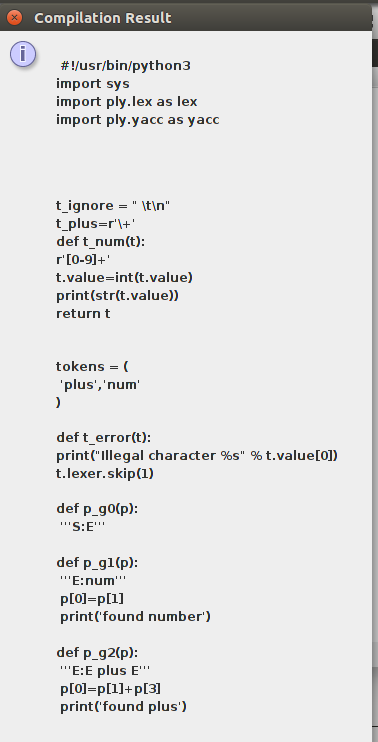 Compilation Result
#!/usr/bin/python3
import sys
import ply.lex as lex
import ply.yacc as yacc
t_ignore = " \t\n"
t_plus=r'\+'
def t_num(t):
r'[0-9]+'
t.value=int(t.value)
print(str(t.value))
return t
tokens = (
'plus','num'
)
def t_error(t):
print("Illegal character %s" % t.value[0])
t.lexer.skip(1)
def p_g0(p):
'''S:E'''
def p_g1(p):
'''E:num'''
p[0]=p[1]
print('found number')
def p_g2(p):
'''E:E plus E'''
p[0]=p[1]+p[3]
print('found plus')